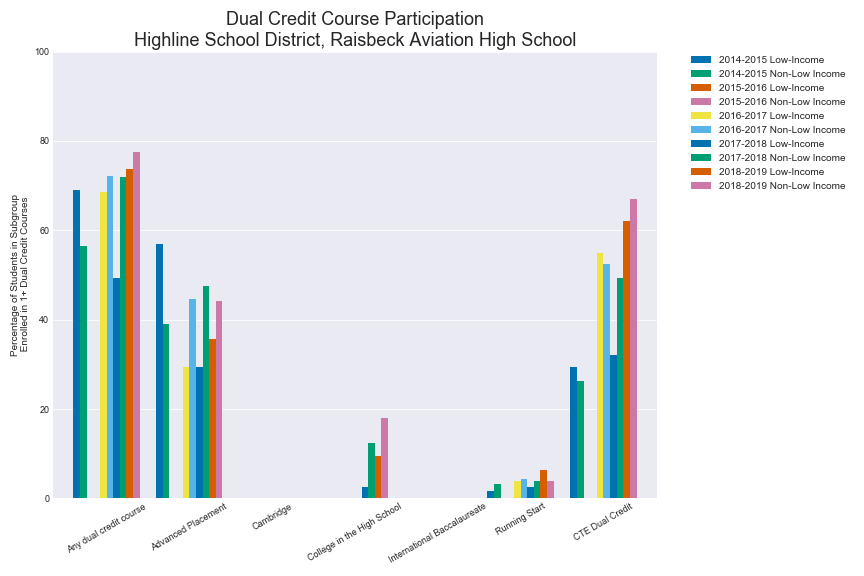 Dual Credit Course Participation
Highline School District, Raisbeck Aviation High School
2014-2015 Low-Income
2014-2015 Non-Low Income
2015-2016 Low-Income
2015-2016 Non-Low Income
2016-2017 Low-Income
2016-2017 Non-Low Income
2017-2018 Low-Income
2017-2018 Non-Low Income
2018-2019 Low-Income
2018-2019 Non-Low Income
Percentage of Students in Subgroup
Enrolled in 1+ Dual Credit Courses
100
80
60
40
20
0
Any dual credit course
Advanced Placement
Cambridge
College in the High School
International Baccalaureate
Running Start
CTE Dual Credit